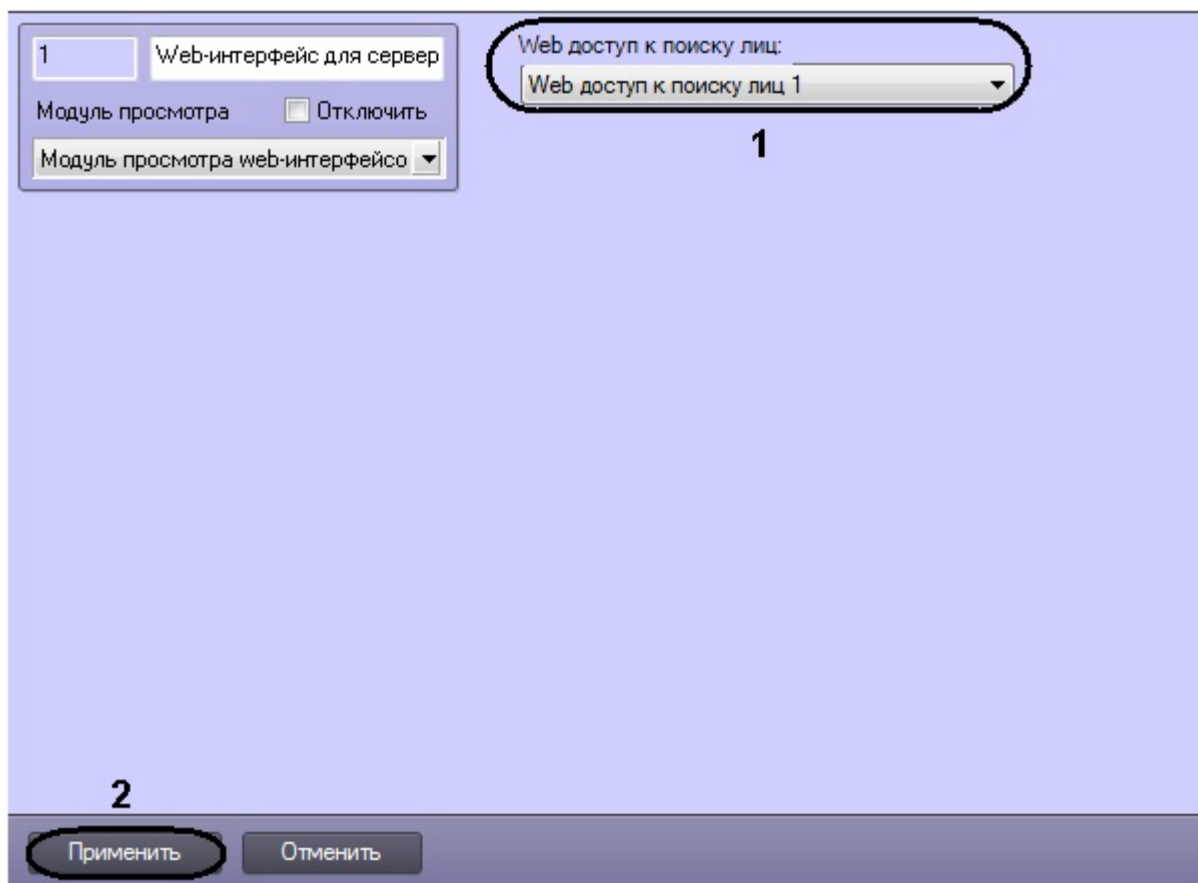 1
Web-интерфейс для сервер
Модуль просмотра
Отключить
Модуль просмотра web-интерфейсо
Web доступ к поиску лиц:
Web доступ к поиску лиц 1
1
2
Применить
Отменить